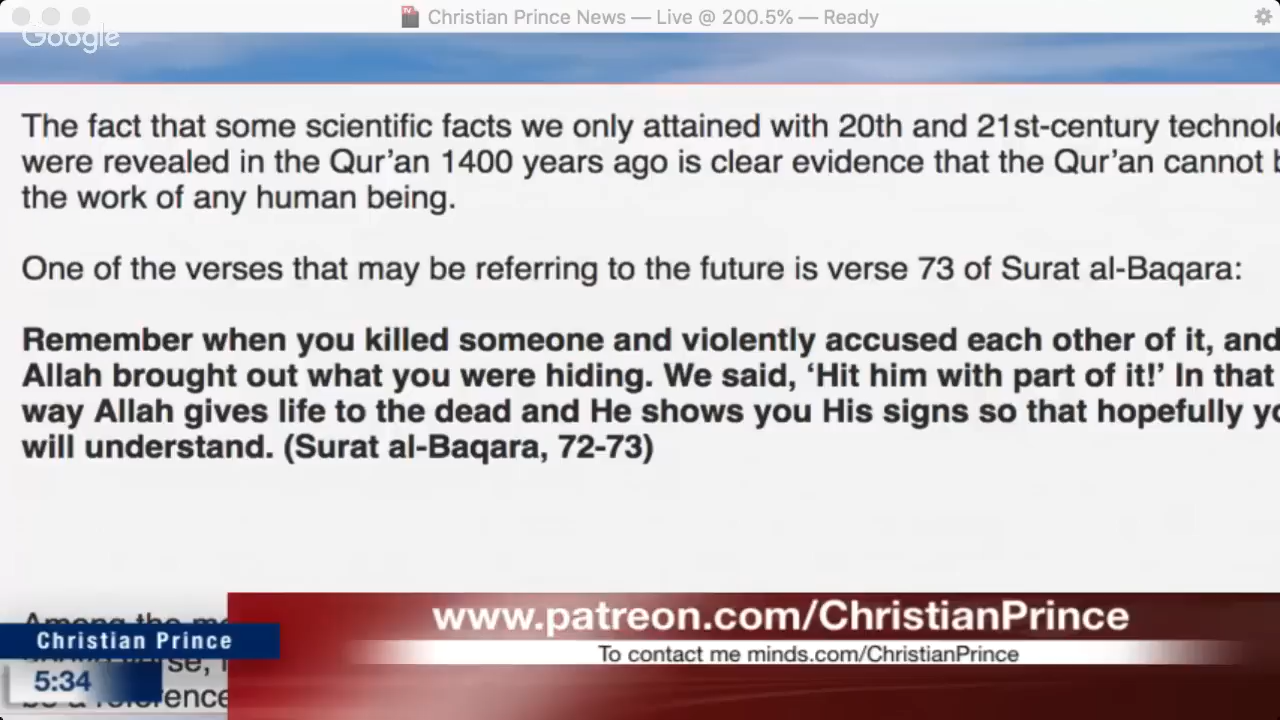 Christian Prince News — Live @ 200.5% — Ready
Google
The fact that some scientific facts we only attained with 20th and 21st-century technol
were revealed in the Qur’an 1400 years ago is clear evidence that the Qur’an cannot b
the work of any human being.
One of the verses that may be referring to the future is verse 73 of Surat al-Baqara:
Remember when you killed someone and violently accused each other of it, and
Allah brought out what you were hiding. We said, ‘Hit him with part of it!’ In that
way Allah gives life to the dead and He shows you His signs so that hopefully yo
will understand. (Surat al-Baqara, 72-73)
Among the
www.patreon.com/ChristianPrince
Christian Prince
To contact me minds.com/ChristianPrince
5:34
be a reference